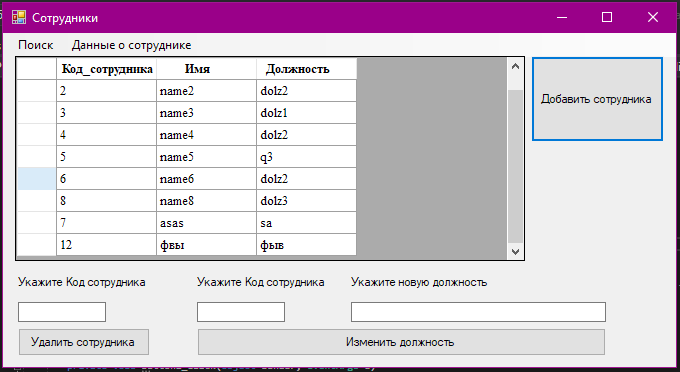 Сотрудники
Поиск Данные о сотруднике
Код_сотрудника Имя Должность
2 name2 dolz2
3 name3 dolz1
4 name4 dolz2
5 name5 q3
6 name6 dolz2
8 name8 dolz3
7 asas sa
12 фвы фыв
Добавить сотрудника
Укажите Код сотрудника Укажите Код сотрудника Укажите новую должность
Удалить сотрудника Изменить должность